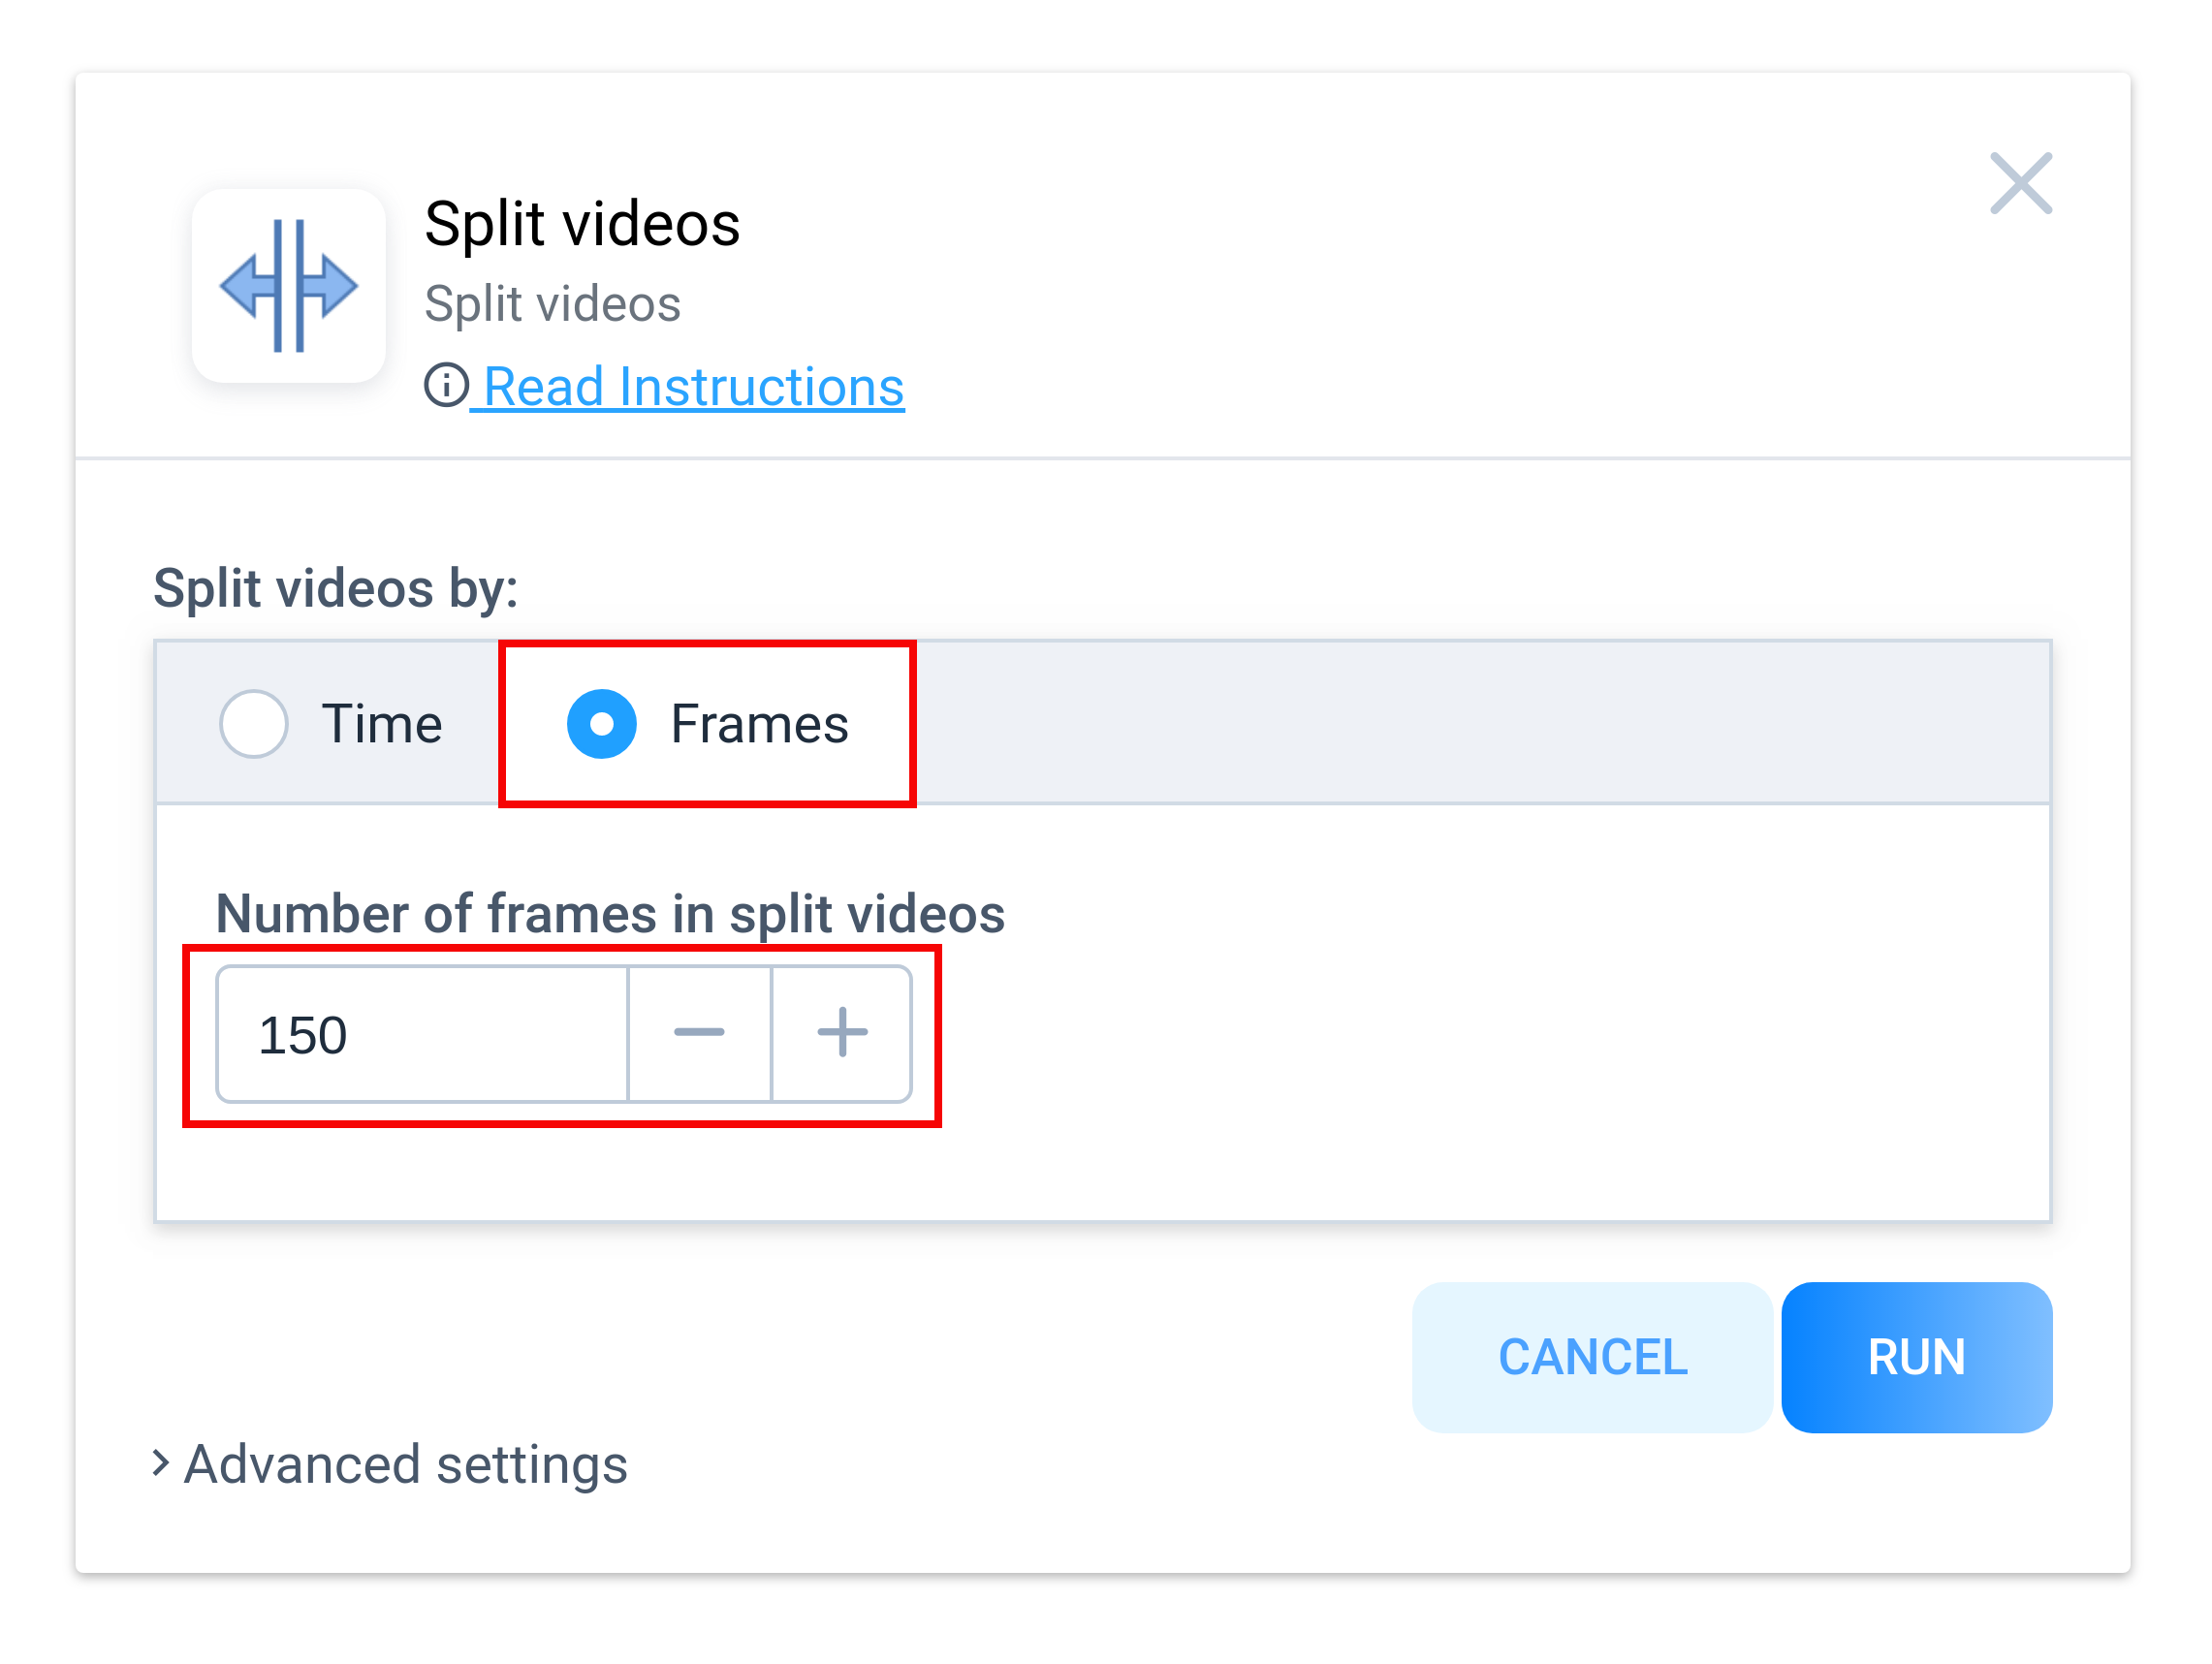 Split videos
Split videos
Read Instructions
Split videos by:
Time Frames
Number of frames in split videos
150
CANCEL RUN
Advanced settings